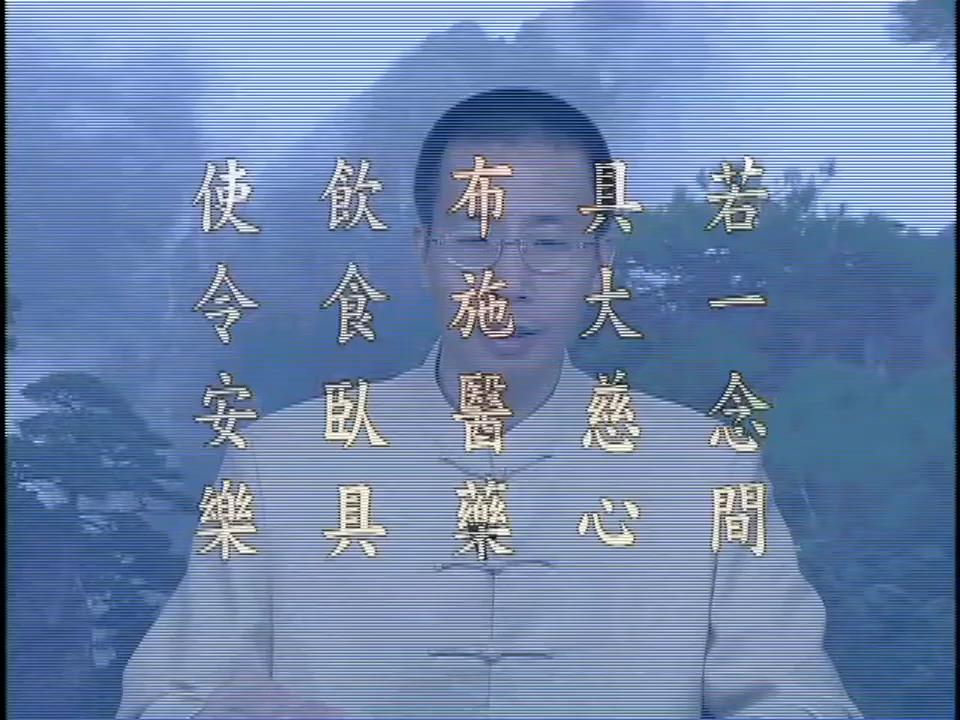 若一念間
具大慈心
布施醫藥
飲食臥具
使令安樂